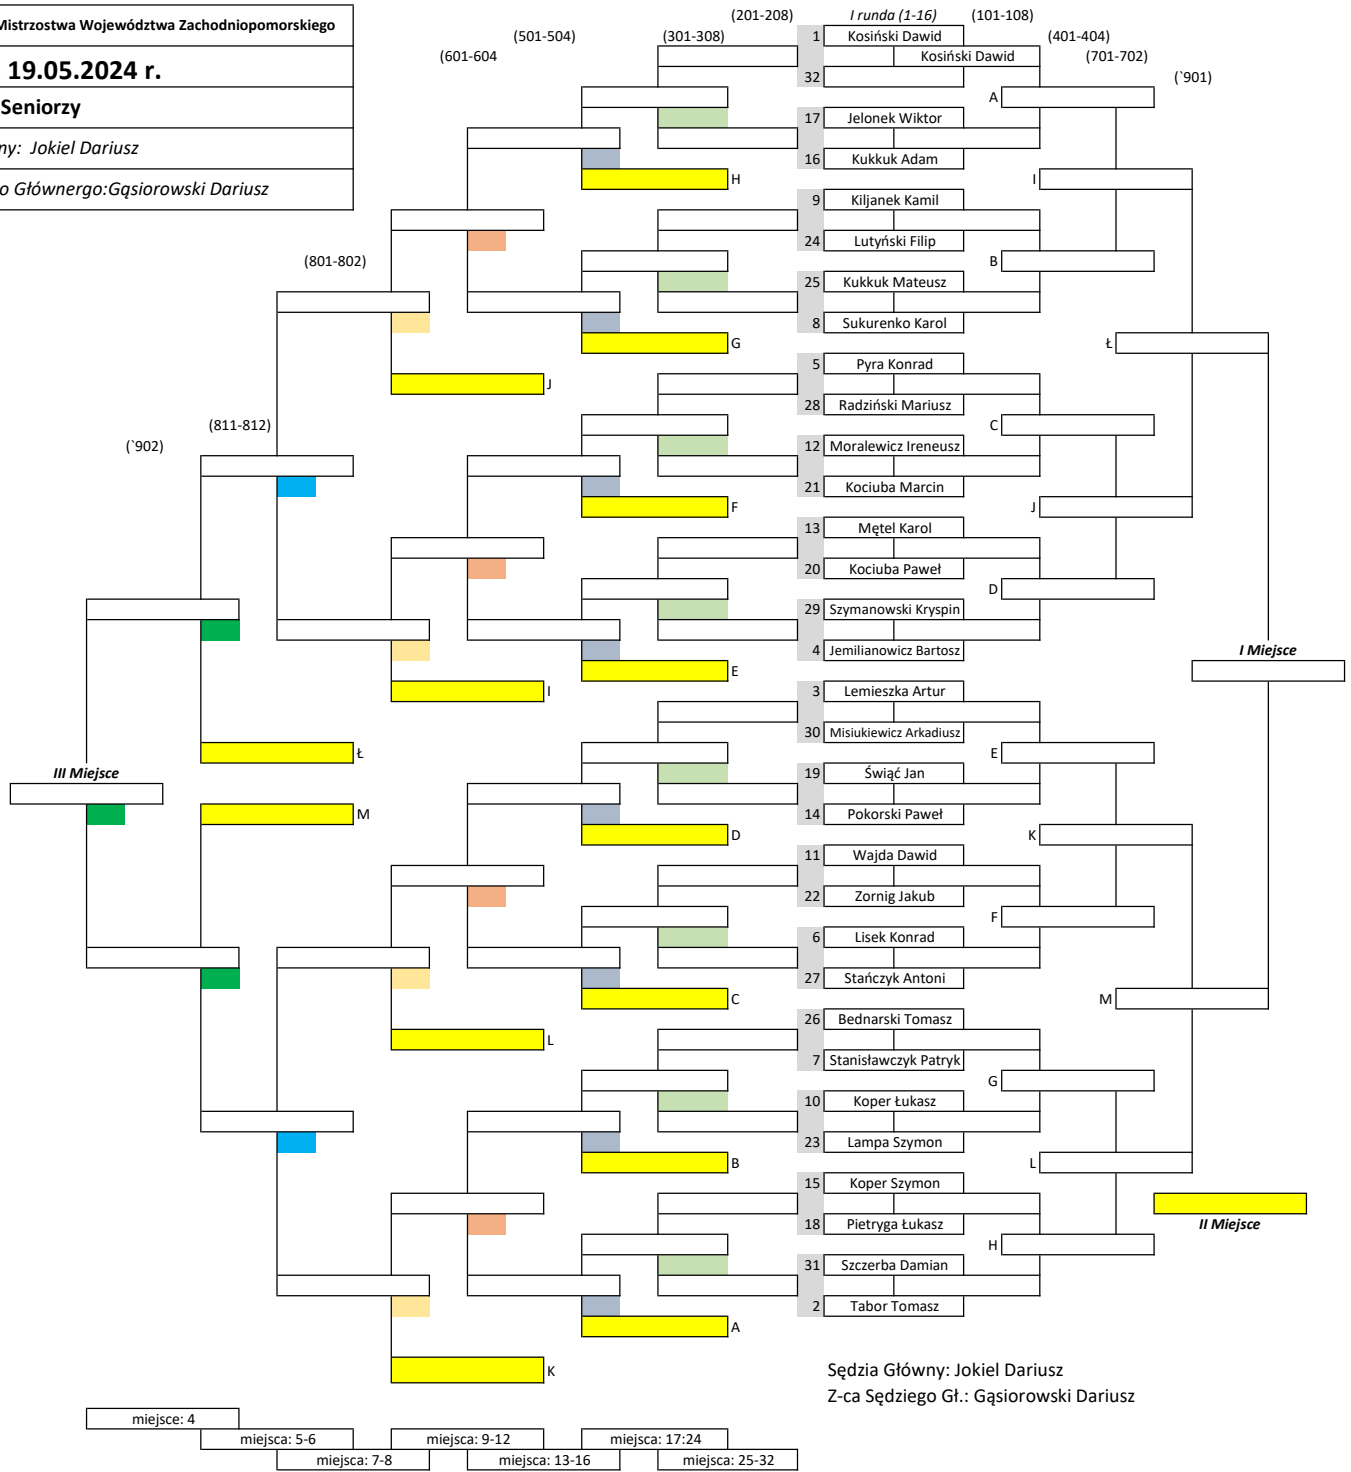 Mistrzostwa Województwa Zachodniopomorskiego
19.05.2024 r.
Seniorzy
ny: Jokiel Dariusz
o Głównergo:Gąsiorowski Dariusz
(201-208)
I runda (1-16)
(101-108)
(501-504)
(301-308)
(401-404)
(601-604
(701-702)
(`901)
1 Kosiński Dawid
Kosiński Dawid
32
A
17 Jelonek Wiktor
16 Kukkuk Adam
H
I
9 Kiljanek Kamil
24 Lutyński Filip
(801-802)
B
25 Kukkuk Mateusz
8 Sukurenko Karol
G
Ł
5 Pyra Konrad
J
28 Radziński Mariusz
(811-812)
C
(`902)
12 Moralewicz Ireneusz
21 Kociuba Marcin
F
J
13 Mętel Karol
20 Kociuba Paweł
D
29 Szymanowski Kryspin
4 Jemilianowicz Bartosz
I Miejsce
E
3 Lemieszka Artur
I
30 Misiukiewicz Arkadiusz
Ł
E
III Miejsce
19 Świąć Jan
14 Pokorski Paweł
M
D
K
11 Wajda Dawid
22 Zornig Jakub
F
6 Lisek Konrad
27 Stańczyk Antoni
C
M
26 Bednarski Tomasz
L
7 Stanisławczyk Patryk
G
10 Koper Łukasz
23 Lampa Szymon
B
L
15 Koper Szymon
18 Pietryga Łukasz
II Miejsce
H
31 Szczerba Damian
2 Tabor Tomasz
A
K
Sędzia Główny: Jokiel Dariusz
Z-ca Sędziego Gł.: Gąsiorowski Dariusz
miejsce: 4
miejsca: 5-6
miejsca: 9-12
miejsca: 17:24
miejsca: 7-8
miejsca: 13-16
miejsca: 25-32